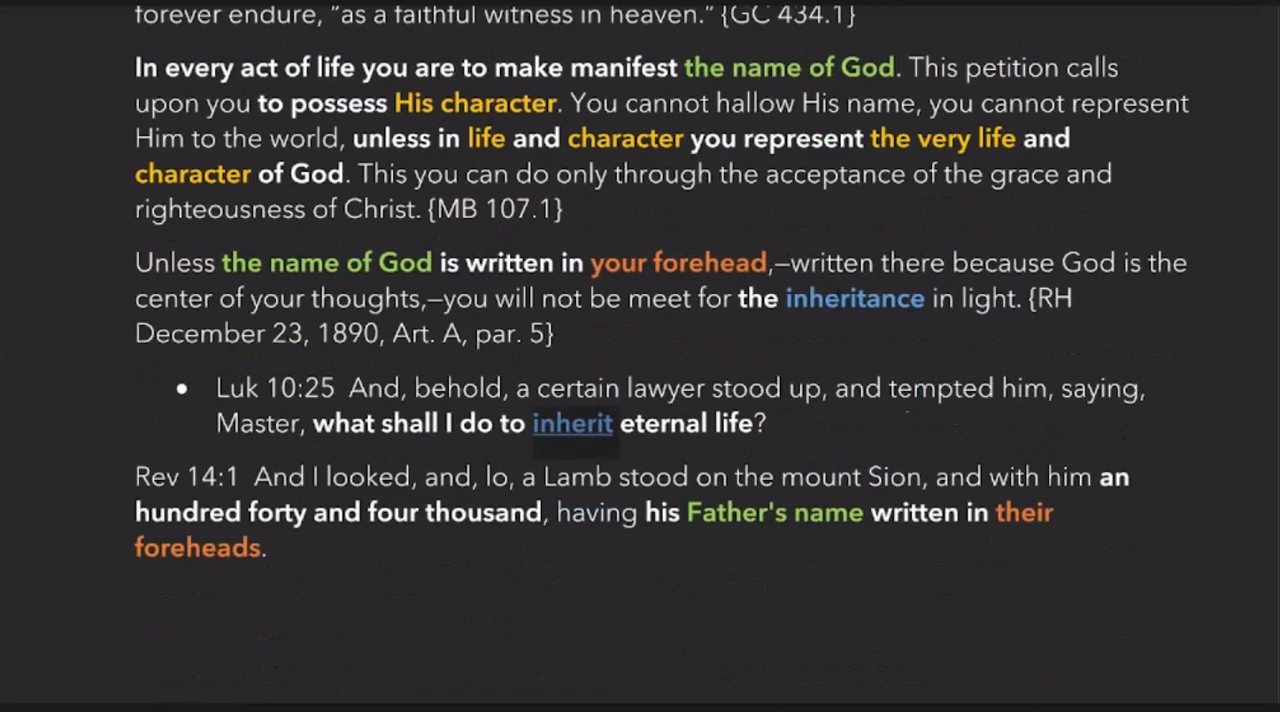 forever endure, “as a faithful witness in heaven.” {GC 434.1}
In every act of life you are to make manifest the name of God. This petition calls
upon you to possess His character. You cannot hallow His name, you cannot represent
Him to the world, unless in life and character you represent the very life and
character of God. This you can do only through the acceptance of the grace and
righteousness of Christ. {MB 107.1}
Unless the name of God is written in your forehead,—written there because God is the
center of your thoughts,—you will not be meet for the inheritance in light. {RH
December 23, 1890, Art. A, par. 5}
• Luk 10:25 And, behold, a certain lawyer stood up, and tempted him, saying,
Master, what shall I do to inherit eternal life?
Rev 14:1 And I looked, and, lo, a Lamb stood on the mount Sion, and with him an
hundred forty and four thousand, having his Father's name written in their
foreheads.